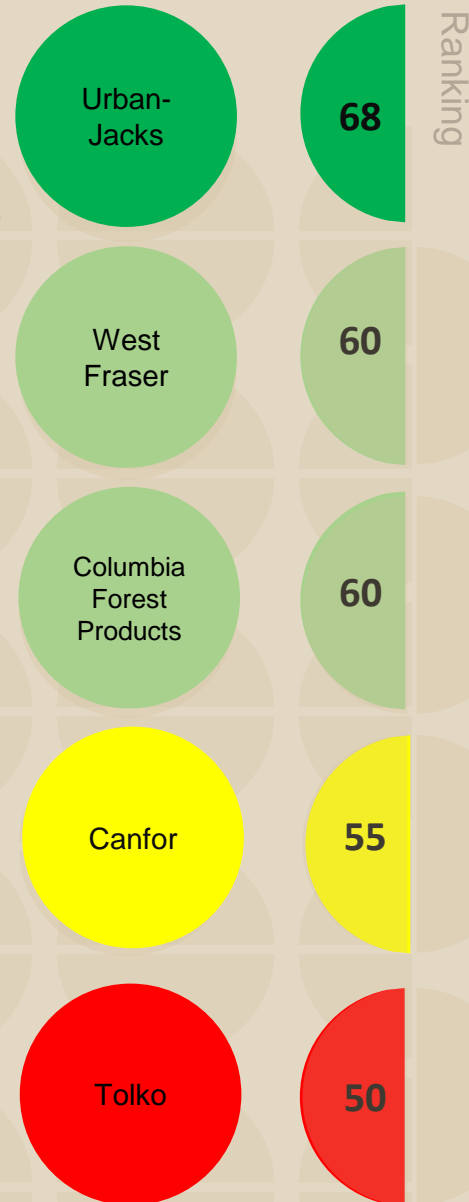 Ranking
Urban-
Jacks
68
West
Fraser
60
Columbia
Forest
Products
60
Canfor
55
Tolko
50